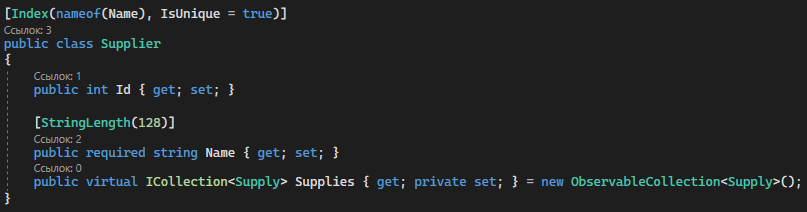 [Index(nameof(Name), IsUnique = true)]
Ссылок: 3
public class Supplier
{
Ссылок: 1
public int Id { get; set; }
[StringLength(128)]
Ссылок: 2
public required string Name { get; set; }
Ссылок: 0
public virtual ICollection<Supply> Supplies { get; private set; } = new ObservableCollection<Supply>();
}